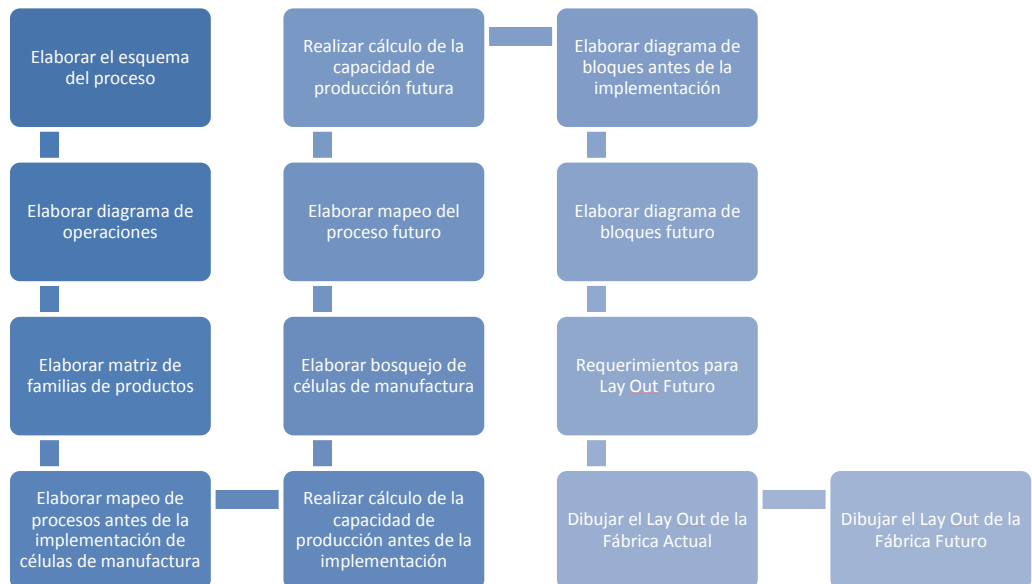 Elaborar el esquema
del proceso
Elaborar diagrama de
operaciones
Elaborar matriz de
familias de productos
Elaborar mapeo de
procesos antes de la
implementación de
células de manufactura
Realizar cálculo de la
capacidad de
producción antes de la
implementación
Elaborar bosquejo de
células de manufactura
Elaborar mapeo del
proceso futuro
Realizar cálculo de la
capacidad de
producción futura
Elaborar diagrama de
bloques antes de la
implementación
Elaborar diagrama de
bloques futuro
Requerimientos para
Lay Out Futuro
Dibujar el Lay Out de la
Fábrica Actual
Dibujar el Lay Out de la
Fábrica Futuro